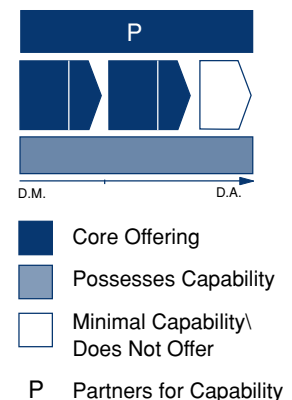 P
D.M. D.A.
Core Offering
Possesses Capability
Minimal Capability\
Does Not Offer
P Partners for Capability